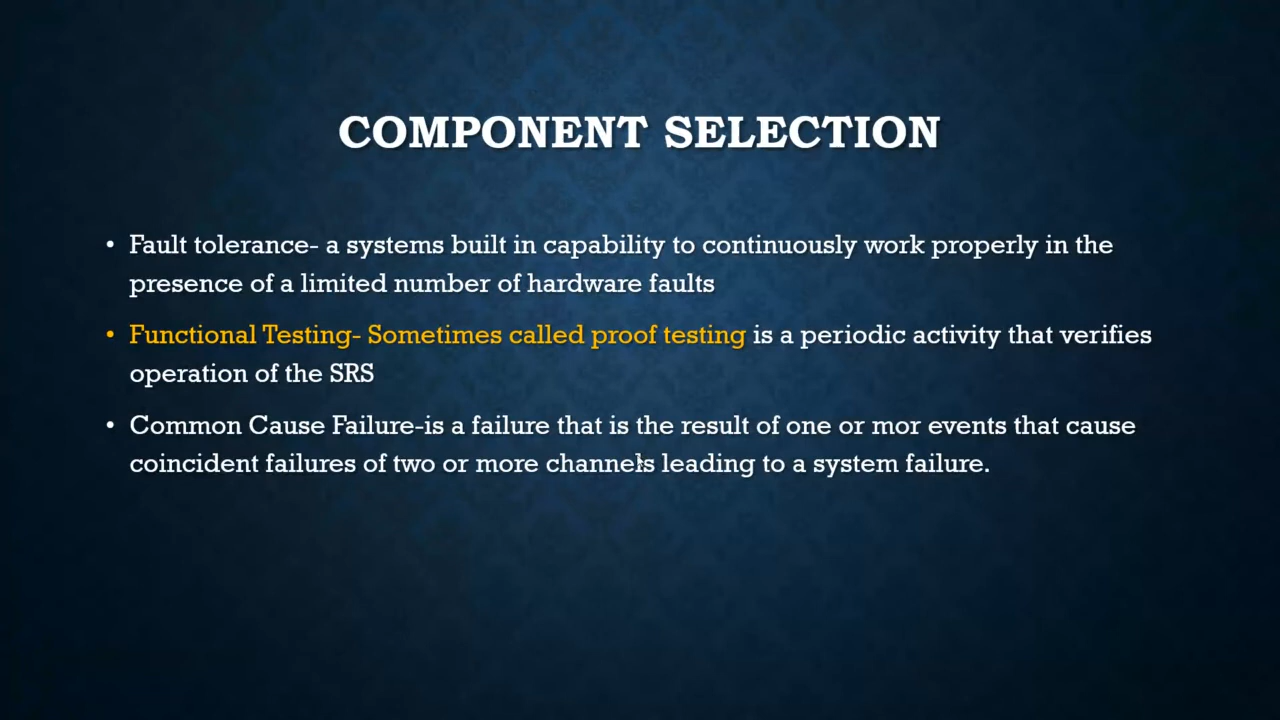 COMPONENT SELECTION
• Fault tolerance- a systems built in capability to continuously work properly in the
presence of a limited number of hardware faults
• Functional Testing- Sometimes called proof testing is a periodic activity that verifies
operation of the SRS
• Common Cause Failure-is a failure that is the result of one or mor events that cause
coincident failures of two or more channels leading to a system failure.